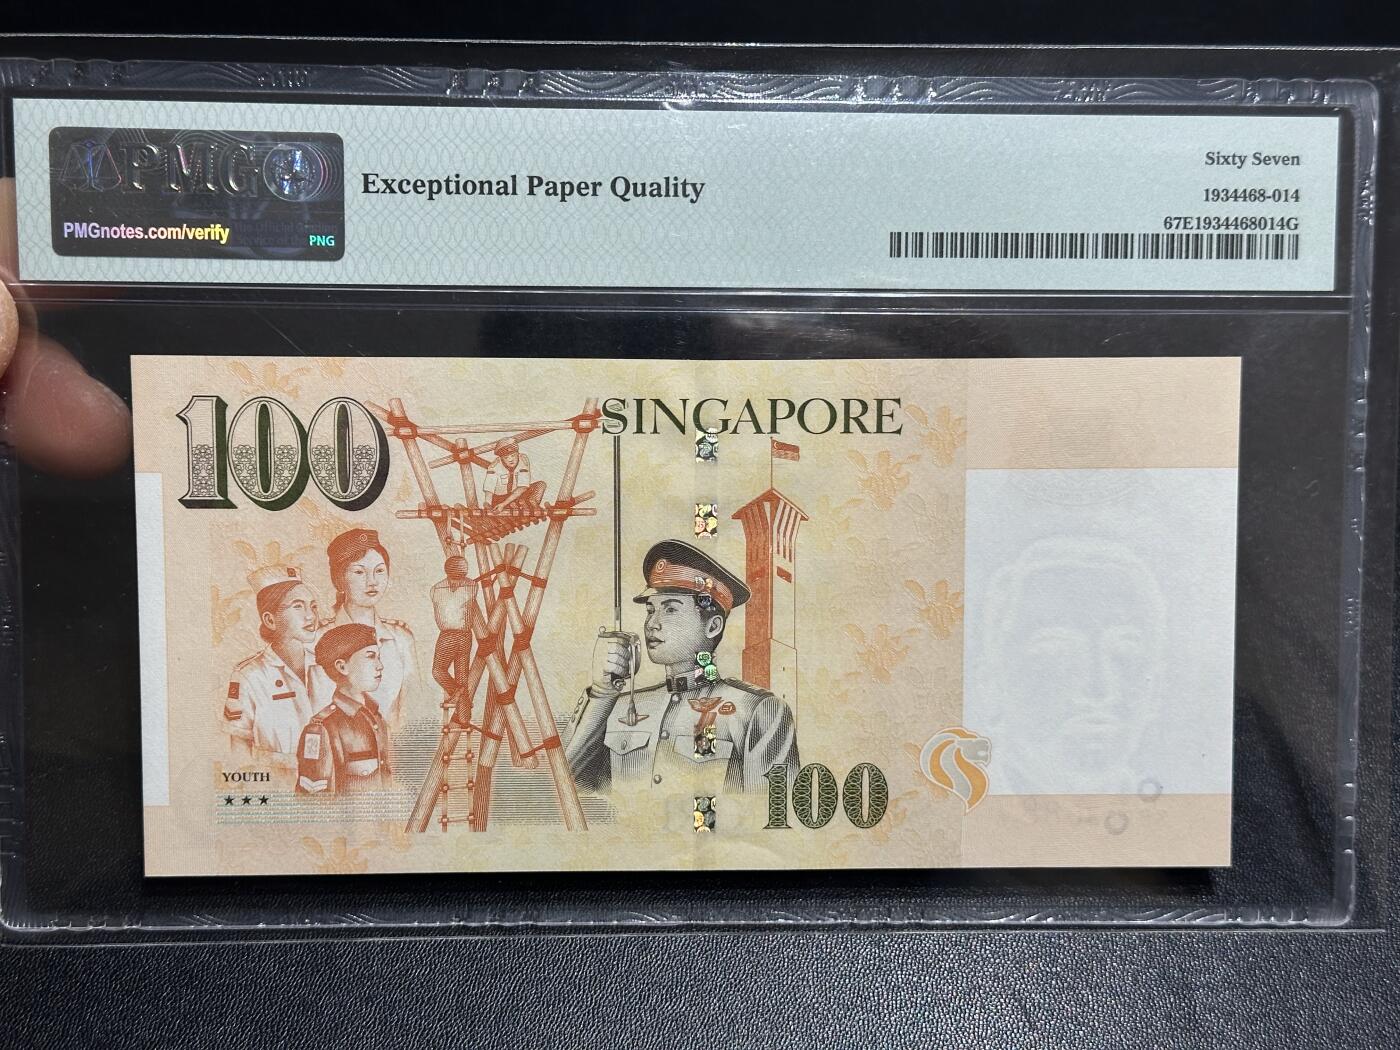 PMG
PMGnotes.com/verify
PNG
Exceptional Paper Quality
Sixty Seven
1934468-014
67E1934468014G
100
SINGAPORE
YOUTH
★★★
100